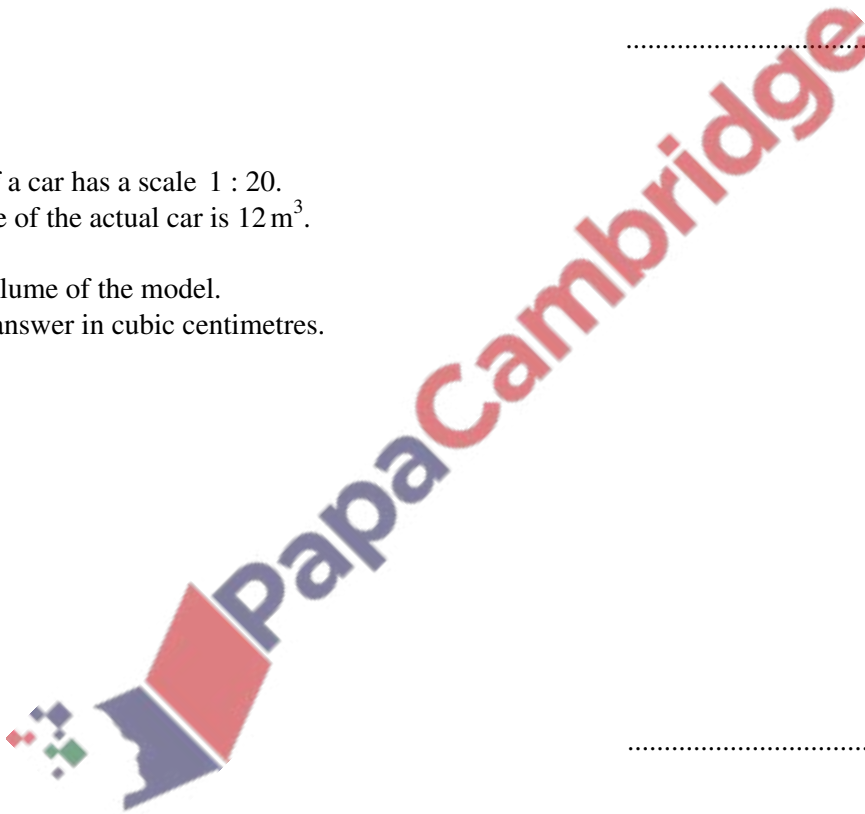 f a car has a scale 1 : 20.
e of the actual car is 12 m³.
lume of the model.
answer in cubic centimetres.
PapaCambridge